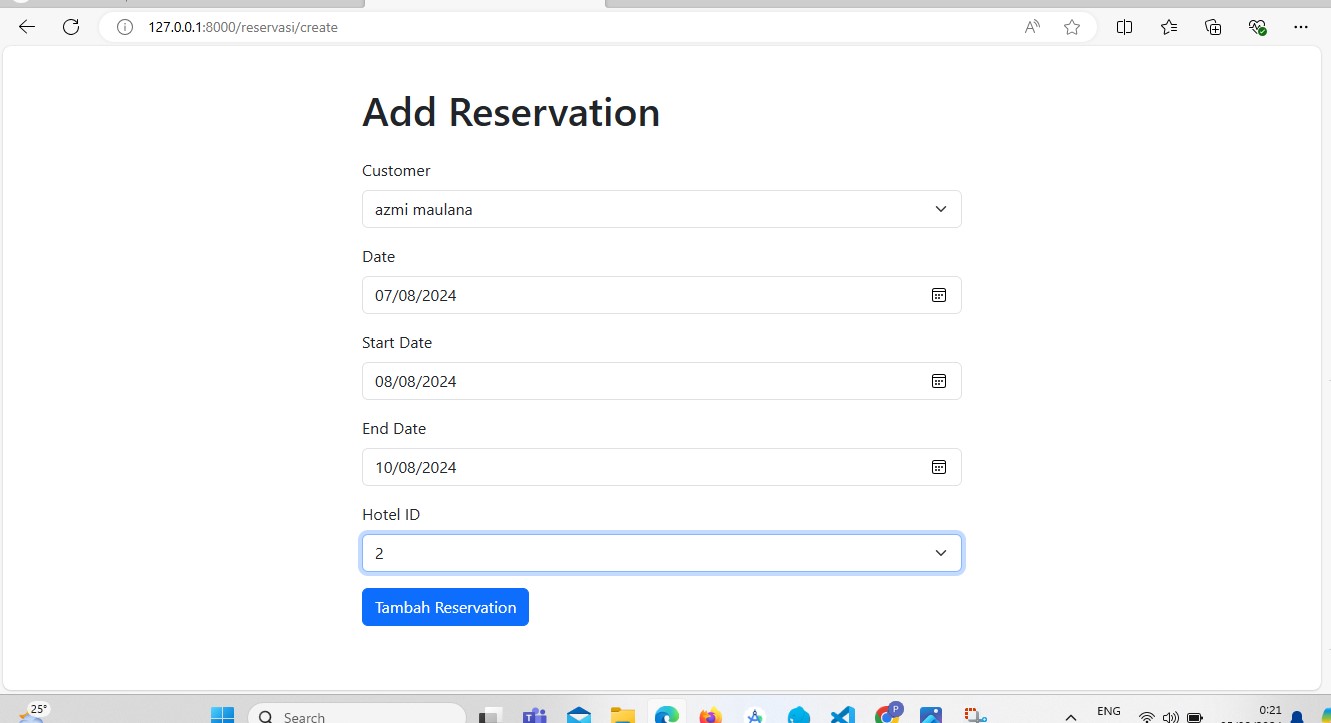 127.0.0.1:8000/reservasi/create
Add Reservation
Customer
azmi maulana
Date
07/08/2024
Start Date
08/08/2024
End Date
10/08/2024
Hotel ID
2
Tambah Reservation
25°
Search
ENG
0:21